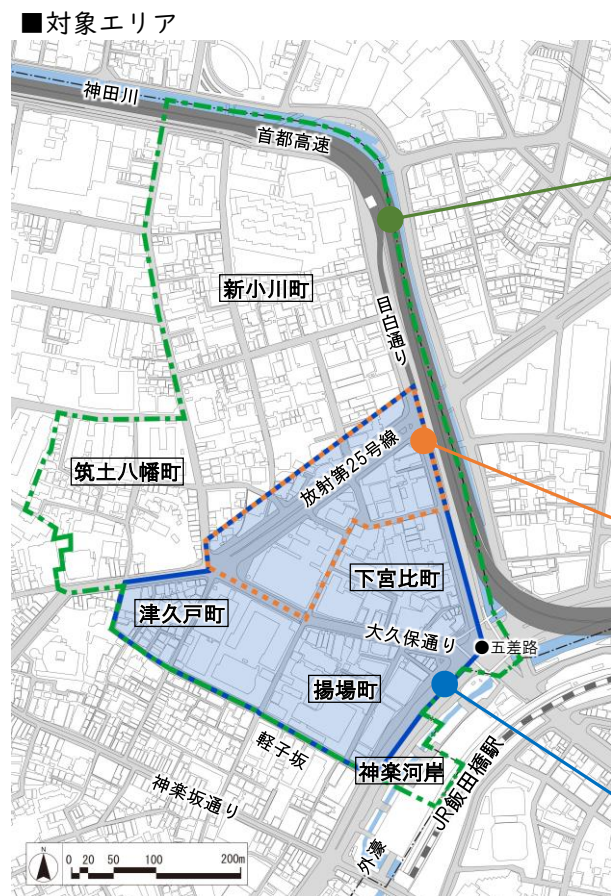 ■対象エリア
神田川
首都高速
新小川町
目白通り
放射第25号線
筑土八幡町
下宮比町
津久戸町
大久保通り
五差路
揚場町
軽子坂
神楽河岸
JR飯田橋駅
神楽坂通り
外濠
N
0 20 50 100 200m